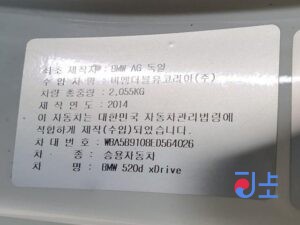 최초 제작자 : BMW AG 독일
수 입 자 명 : 비엠더블유코리아(주)
차량 총중량 : 2,055KG
제 작 연 도 : 2014
이 자동차는 대한민국 자동차관리법령에
적합하게 제작(수입)되었습니다.
차 대 번 호 : WBA5B9108ED564026
차 종 : 승용자동차
차 명 : BMW 520d xDrive